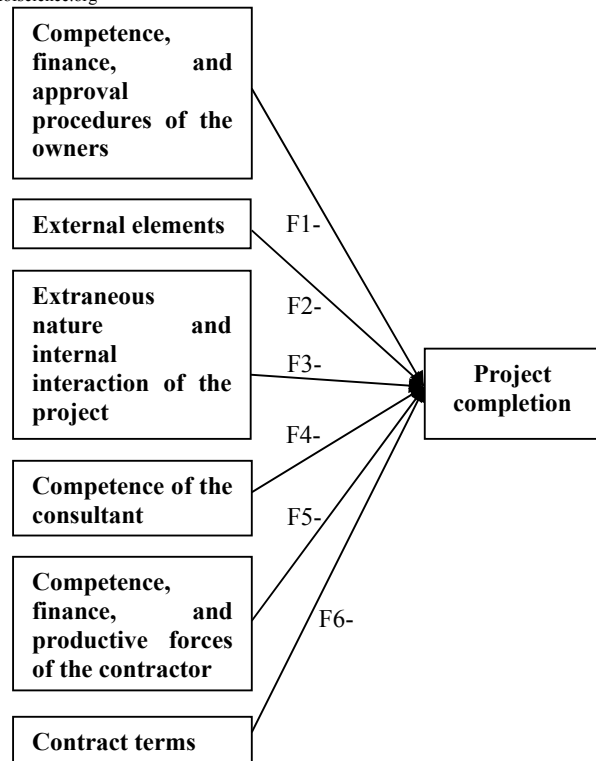 Competence,
finance, and
approval
procedures of the
owners
External elements
F1-
Extraneous
nature and
internal
interaction of the
project
F2-
F3-
Project
completion
F4-
Competence of the
consultant
F5-
Competence,
finance, and
productive forces
of the contractor
F6-
Contract terms